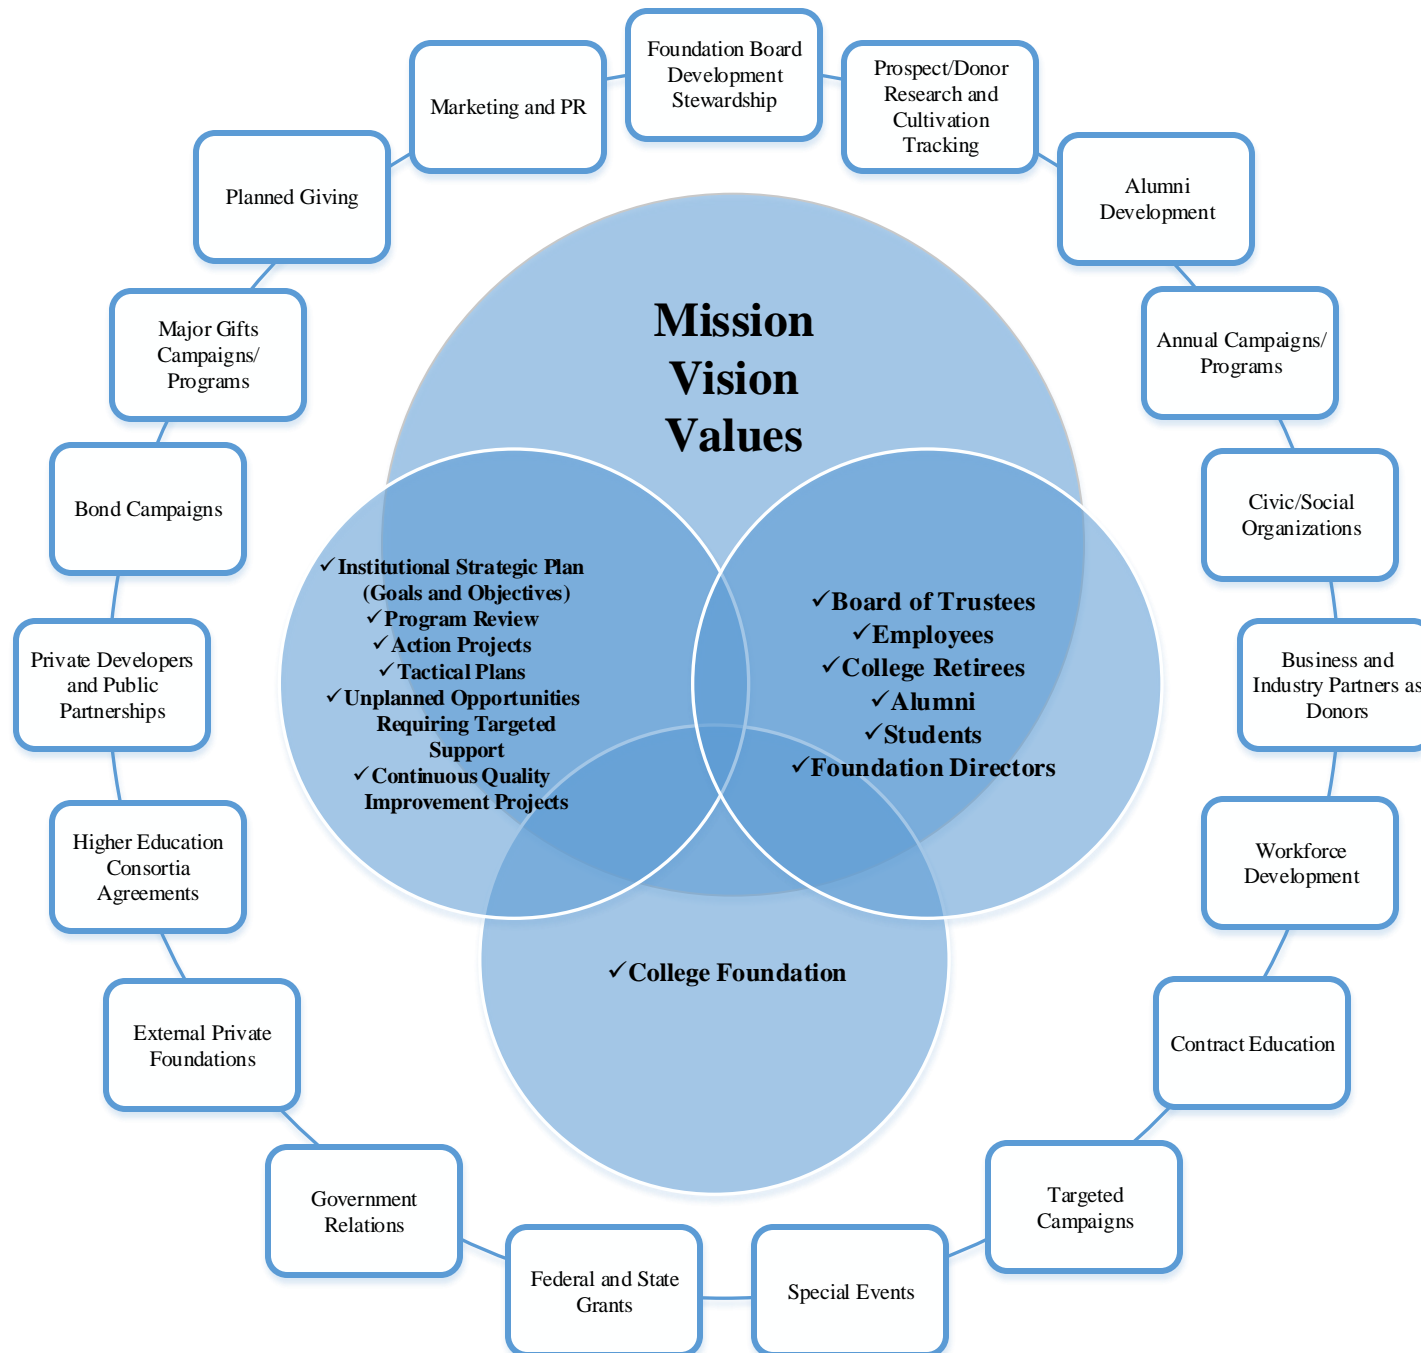 Foundation Board
Development
Stewardship
Prospect/Donor
Research and
Cultivation
Tracking
Alumni
Development
Annual Campaigns/
Programs
Civic/Social
Organizations
Business and
Industry Partners as
Donors
Workforce
Development
Contract Education
Targeted
Campaigns
Special Events
Federal and State
Grants
Government
Relations
External Private
Foundations
Higher Education
Consortia
Agreements
Private Developers
and Public
Partnerships
Bond Campaigns
Major Gifts
Campaigns/
Programs
Planned Giving
Marketing and PR
Mission
Vision
Values
✓Institutional Strategic Plan
(Goals and Objectives)
✓Program Review
✓Action Projects
✓Tactical Plans
✓Unplanned Opportunities
Requiring Targeted
Support
✓Continuous Quality
Improvement Projects
✓Board of Trustees
✓Employees
✓College Retirees
✓Alumni
✓Students
✓Foundation Directors
✓College Foundation